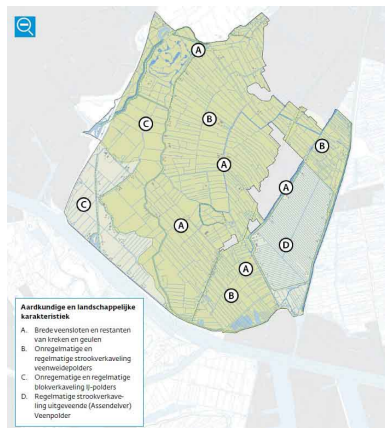 A
B
C
B
A
A
C
A
D
A
B
Aardkundige en landschappelijke
karakteristiek
A. Brede veensloten en restanten
van kreken en geulen
B. Onregelmatige en
regelmatige strookverkaveling
veenweidepolders
C. Onregematige en regelmatige
blokverkaveling IJ-polders
D. Regelmatige strookverkave-
ling uitgeveende (Assendelver)
Veenpolder